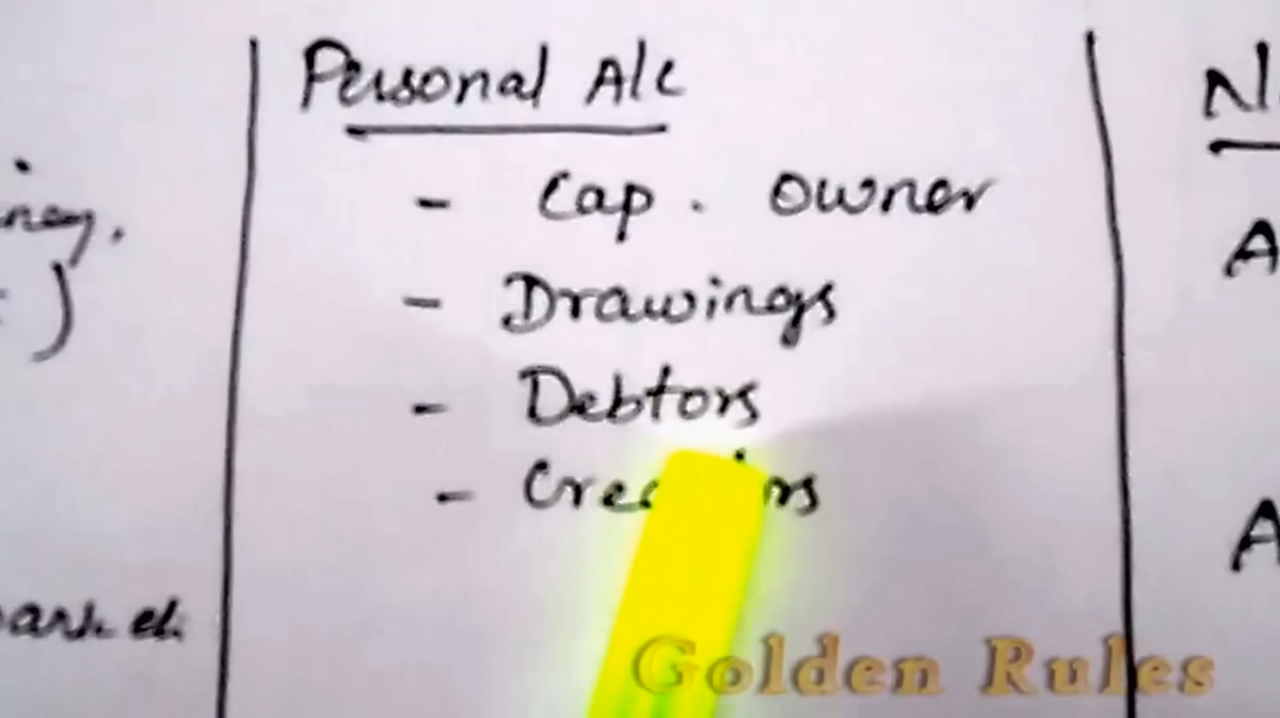 Personal A/c
- Cap. Owner
- Drawings
- Debtors
-
Golden Rules